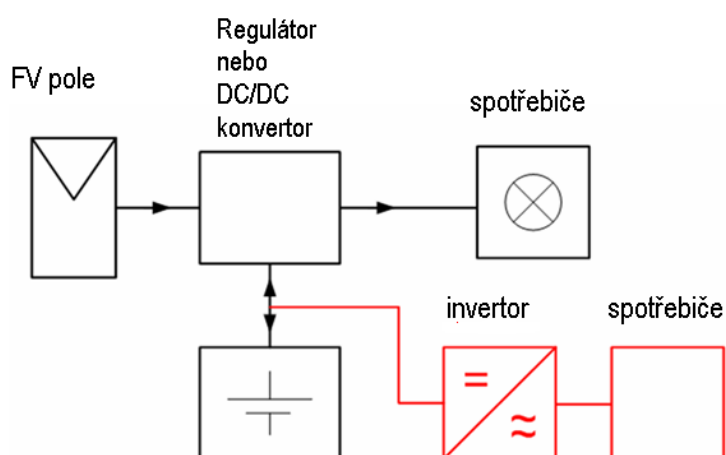 FV pole
Regulátor
nebo
DC/DC
konvertor
spotřebiče
invertor
spotřebiče
=
≈